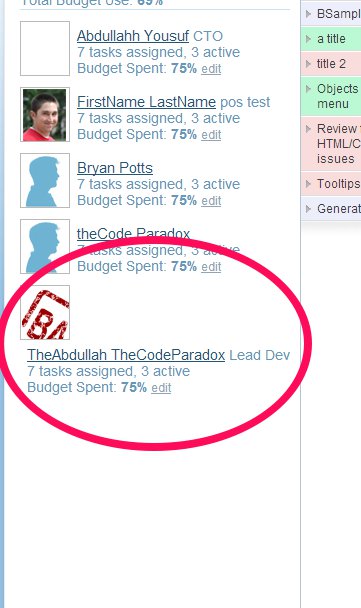 Total Budget Use: 69%
Abdullahh Yousuf CTO
7 tasks assigned, 3 active
Budget Spent: 75% edit
FirstName LastName pos test
7 tasks assigned, 3 active
Budget Spent: 75% edit
Bryan Potts
7 tasks assigned, 3 active
Budget Spent: 75% edit
theCode Paradox
7 tasks assigned, 3 active
Budget Spent: 75% edit
BA
TheAbdullah TheCodeParadox Lead Dev
7 tasks assigned, 3 active
Budget Spent: 75% edit
BSampl
a title
title 2
Objects
menu
Review
HTML/C
issues
Tooltips
Generat